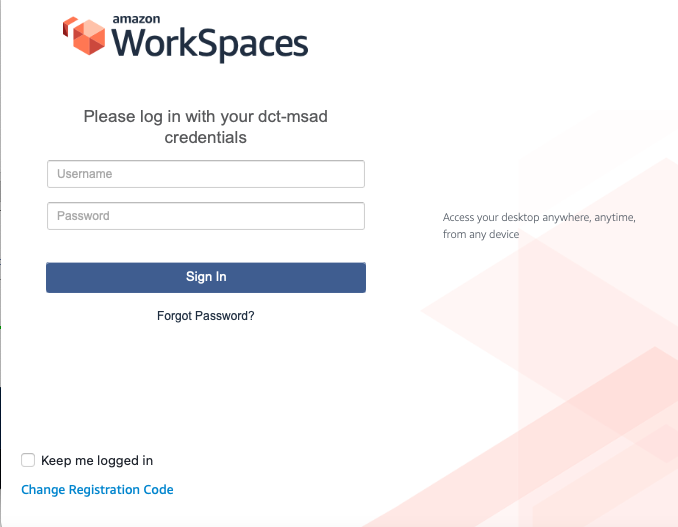 amazon
WorkSpaces
Please log in with your dct-msad
credentials
Username
Password
Access your desktop anywhere, anytime,
from any device
Sign In
Forgot Password?
Keep me logged in
Change Registration Code